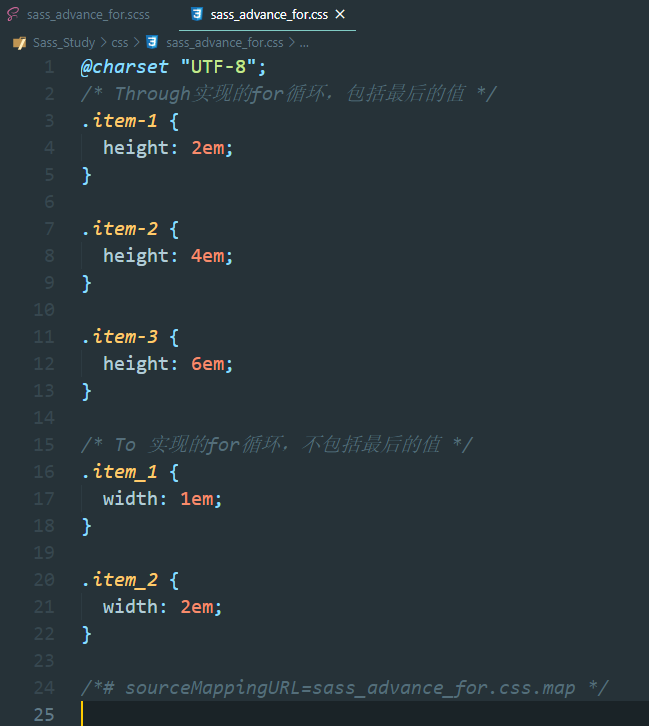 sass_advance_for.scss sass_advance_for.css ×
Sass_Study > css > sass_advance_for.css > ...
1 @charset "UTF-8";
2 /* Through实现的for循环，包括最后的值 */
3 .item-1 {
4 height: 2em;
5 }
6
7 .item-2 {
8 height: 4em;
9 }
10
11 .item-3 {
12 height: 6em;
13 }
14
15 /* To 实现的for循环，不包括最后的值 */
16 .item_1 {
17 width: 1em;
18 }
19
20 .item_2 {
21 width: 2em;
22 }
23
24 /*# sourceMappingURL=sass_advance_for.css.map */
25